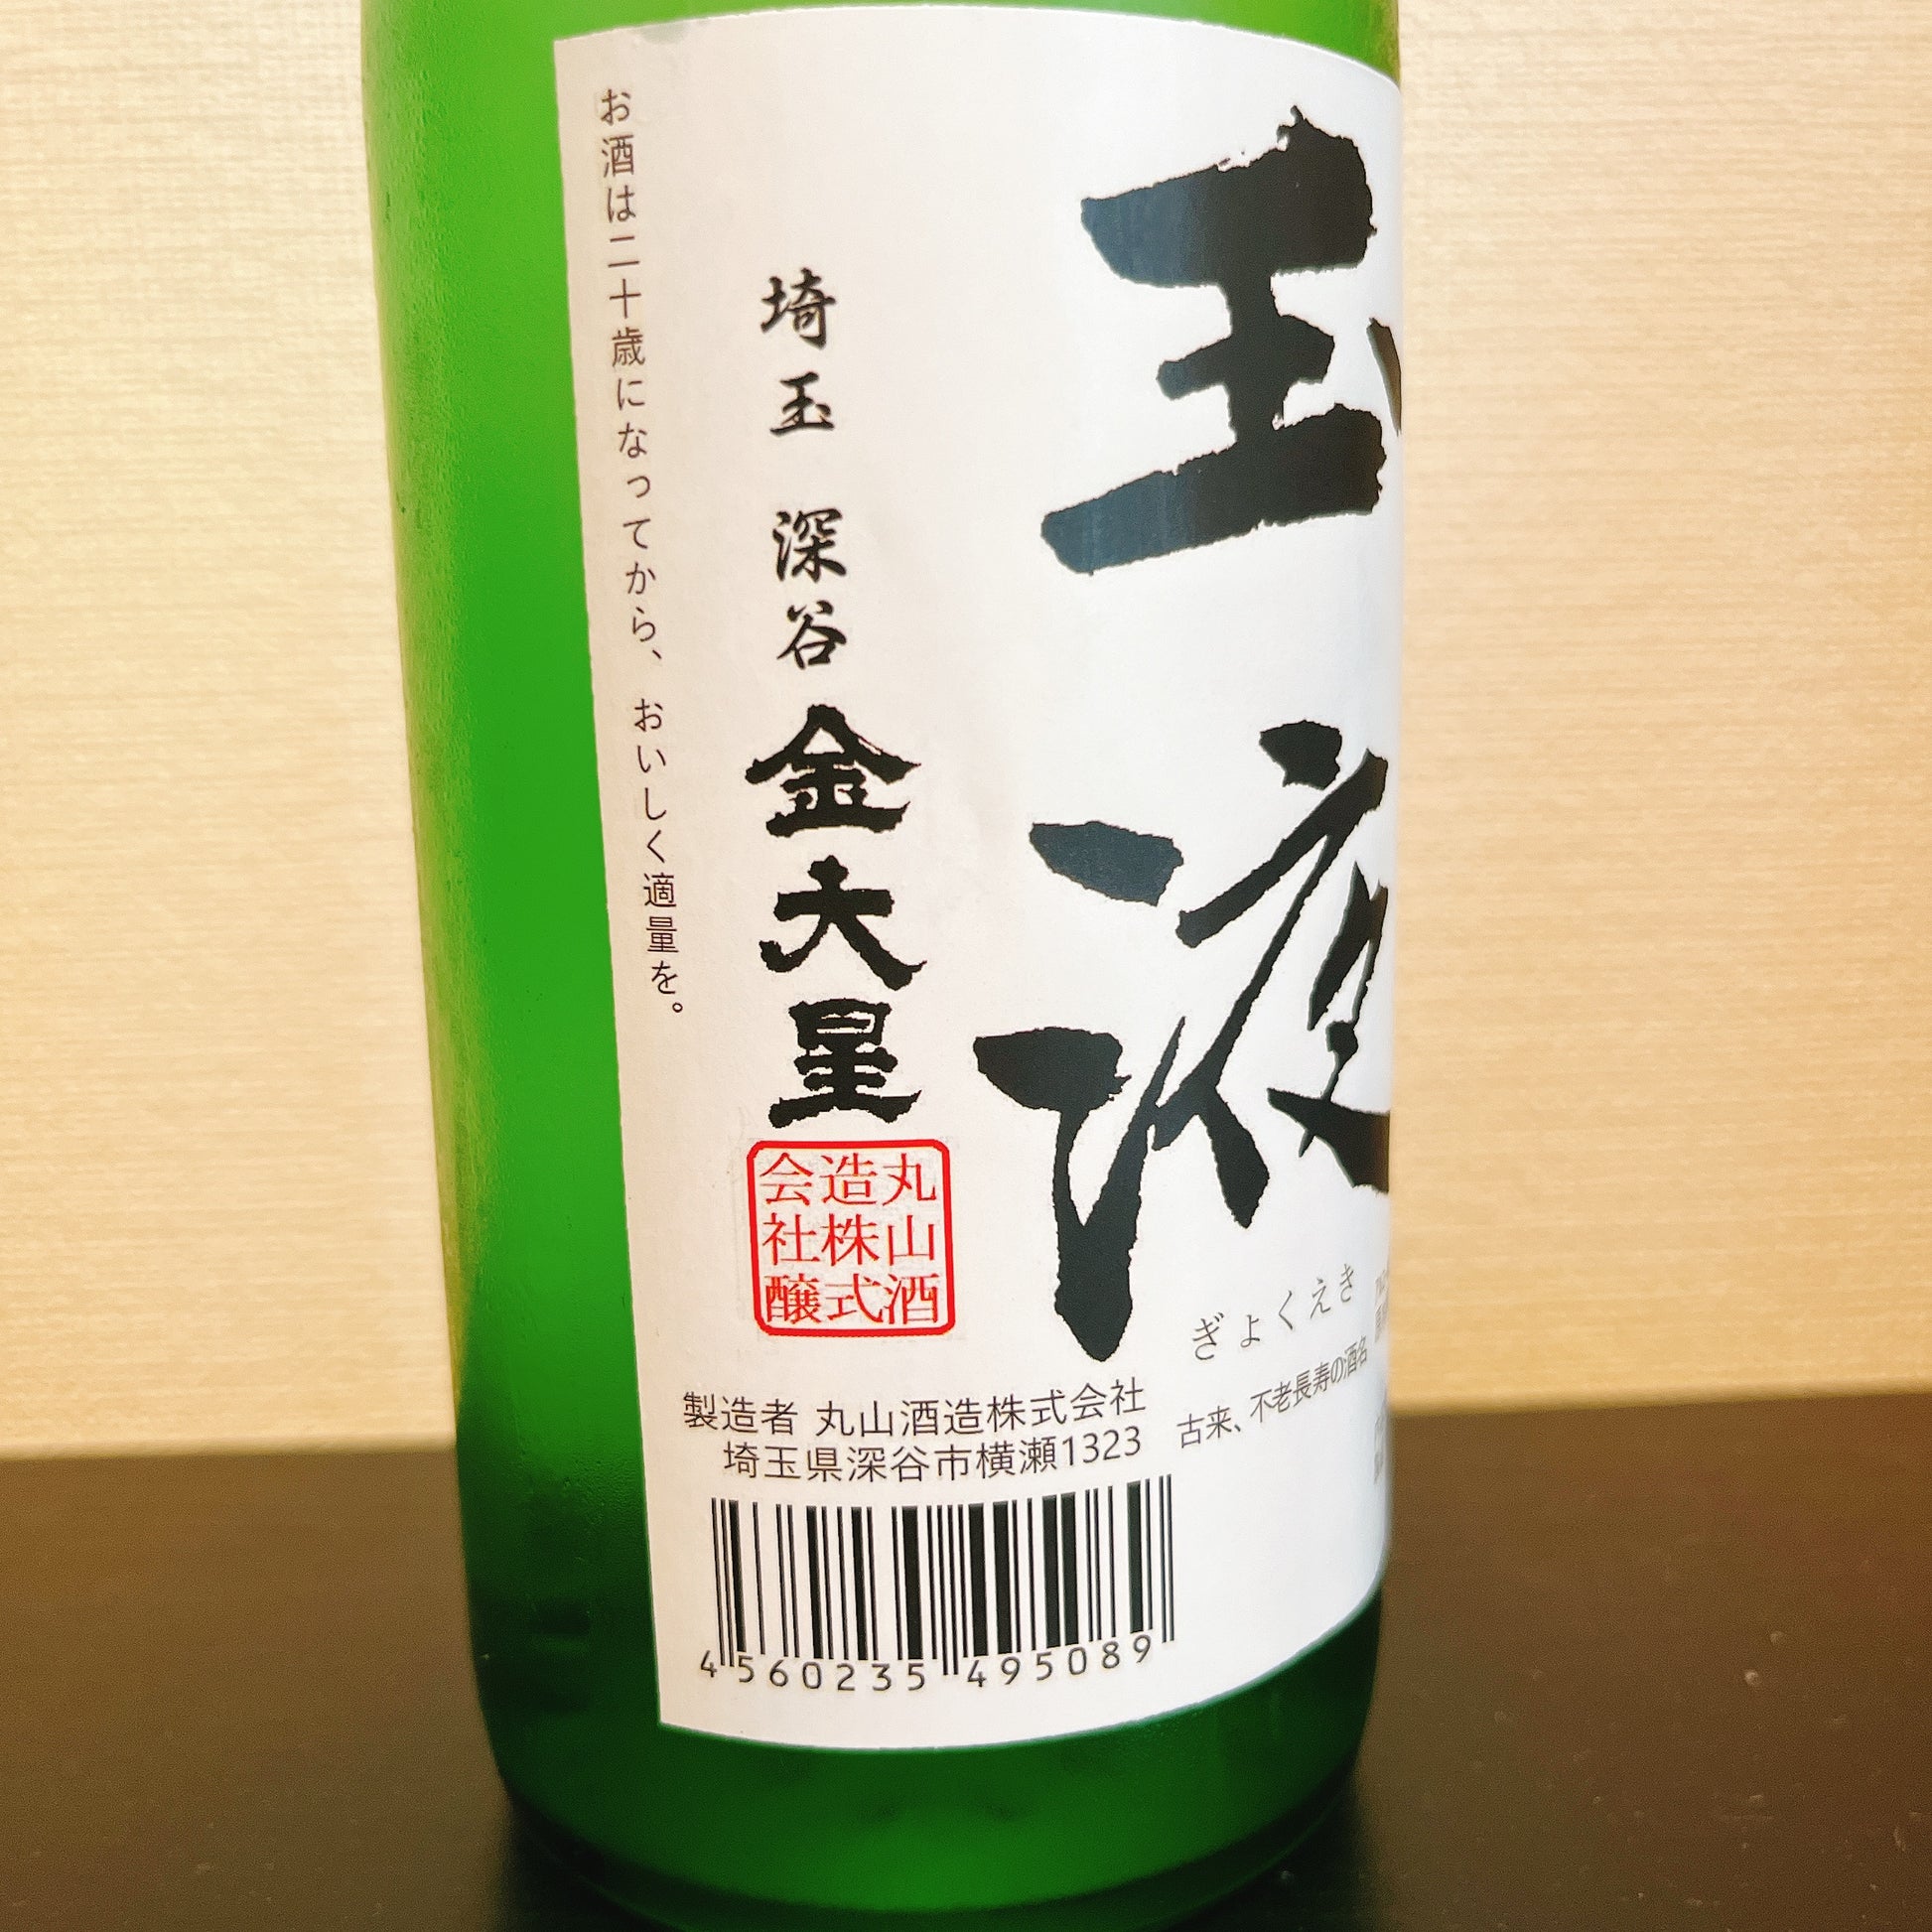 玉液
ぎょくえき
古来、不老長寿の酒名
埼玉 深谷
金大星
丸山酒
造株式
会社醸
お酒は二十歳になってから、おいしく適量を。
製造者 丸山酒造株式会社
埼玉県深谷市横瀬1323
4560235495089